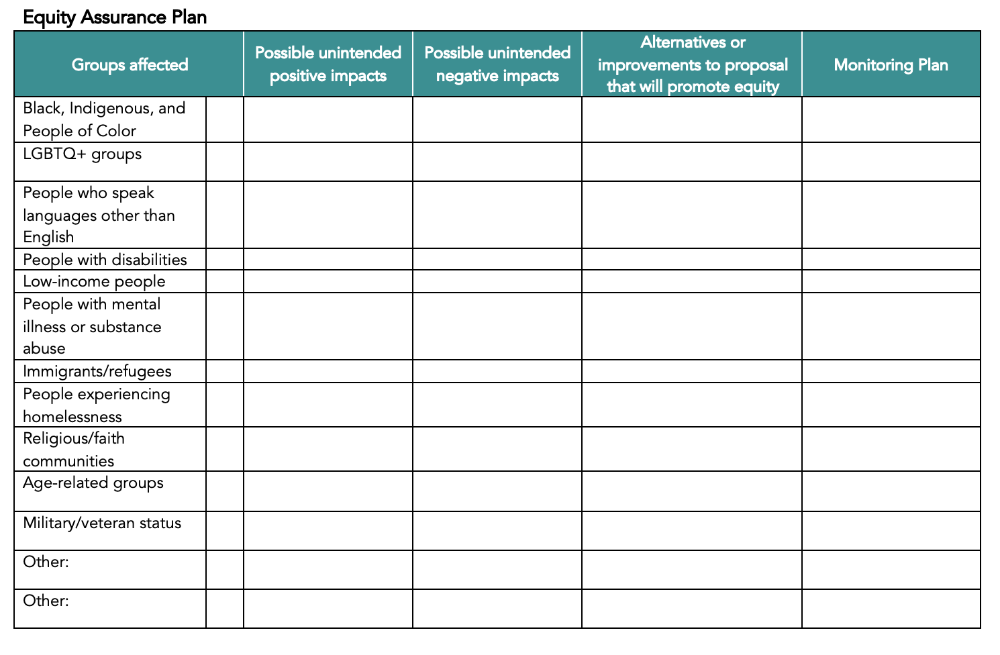 Equity Assurance Plan
Groups affected
Possible unintended
positive impacts
Possible unintended
negative impacts
Alternatives or
improvements to proposal
that will promote equity
Monitoring Plan
Black, Indigenous, and
People of Color
LGBTQ+ groups
People who speak
languages other than
English
People with disabilities
Low-income people
People with mental
illness or substance
abuse
Immigrants/refugees
People experiencing
homelessness
Religious/faith
communities
Age-related groups
Military/veteran status
Other:
Other: